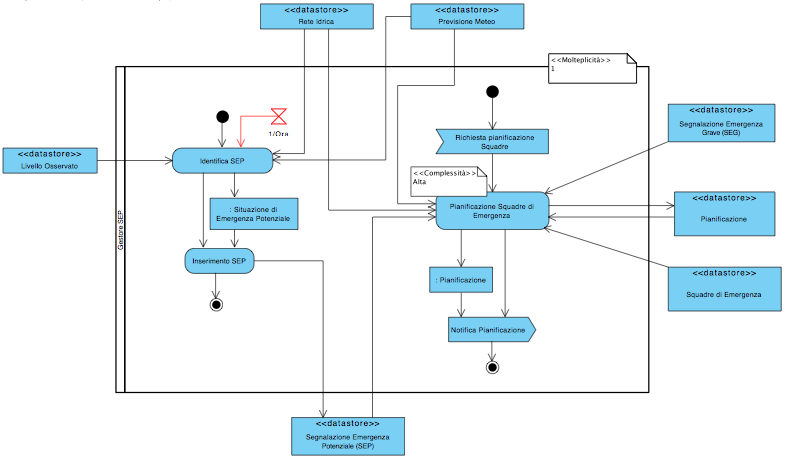 <<datastore>>
Rete Idrica
<<datastore>>
Previsione Meteo
<<Molteplicità>>
1
1/Ora
<<datastore>>
Livello Osservato
Identifica SEP
Richiesta pianificazione
Squadre
<<datastore>>
Segnalazione Emergenza
Grave (SEG)
<<Complessità>>
Alta
: Situazione di
Emergenza Potenziale
Pianificazione Squadre di
Emergenza
<<datastore>>
Pianificazione
Gestore SEP
Inserimento SEP
: Pianificazione
<<datastore>>
Squadre di Emergenza
Notifica Pianificazione
<<datastore>>
Segnalazione Emergenza
Potenziale (SEP)